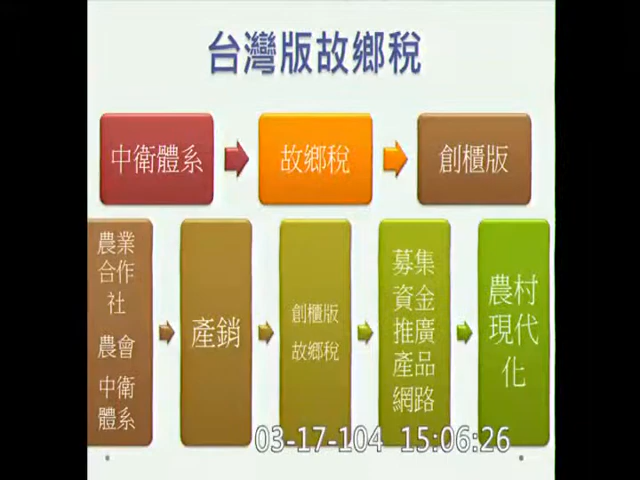 台灣版故鄉稅
中衛體系
故鄉稅
創櫃版
農業
合作
社
農會
中衛
體系
產銷
創櫃版
故鄉稅
募集
資金
推廣
產品
網路
農村
現代
化
03-17-104 15:06:26